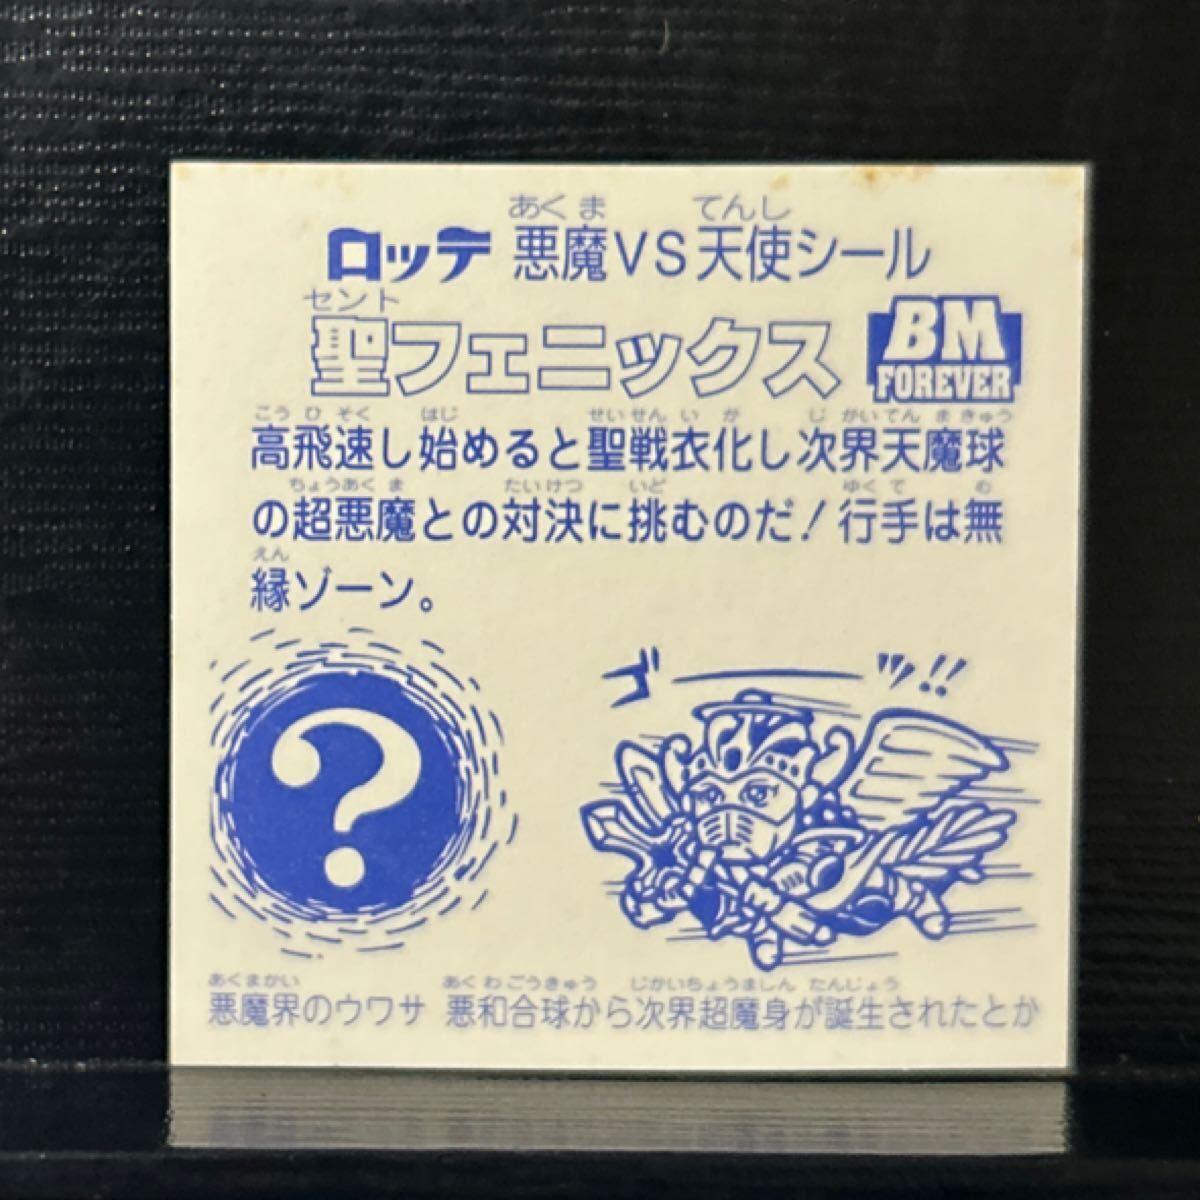 あくま てんし
ロッテ 悪魔VS天使シール
セント
聖フェニックス
BM
FOREVER
こうひそく はじ せいせんいか じかいてんまきゅう
高飛速し始めると聖戦衣化し次界天魔球
ちょうあくま たいけつ いど ゆくて む
の超悪魔との対決に挑むのだ!行手は無
えん
縁ゾーン。
?
ゴーッ!!
あくまかい あくわごうきゅう じかいちょうましん たんじょう
悪魔界のウワサ 悪和合球から次界超魔身が誕生されたとか